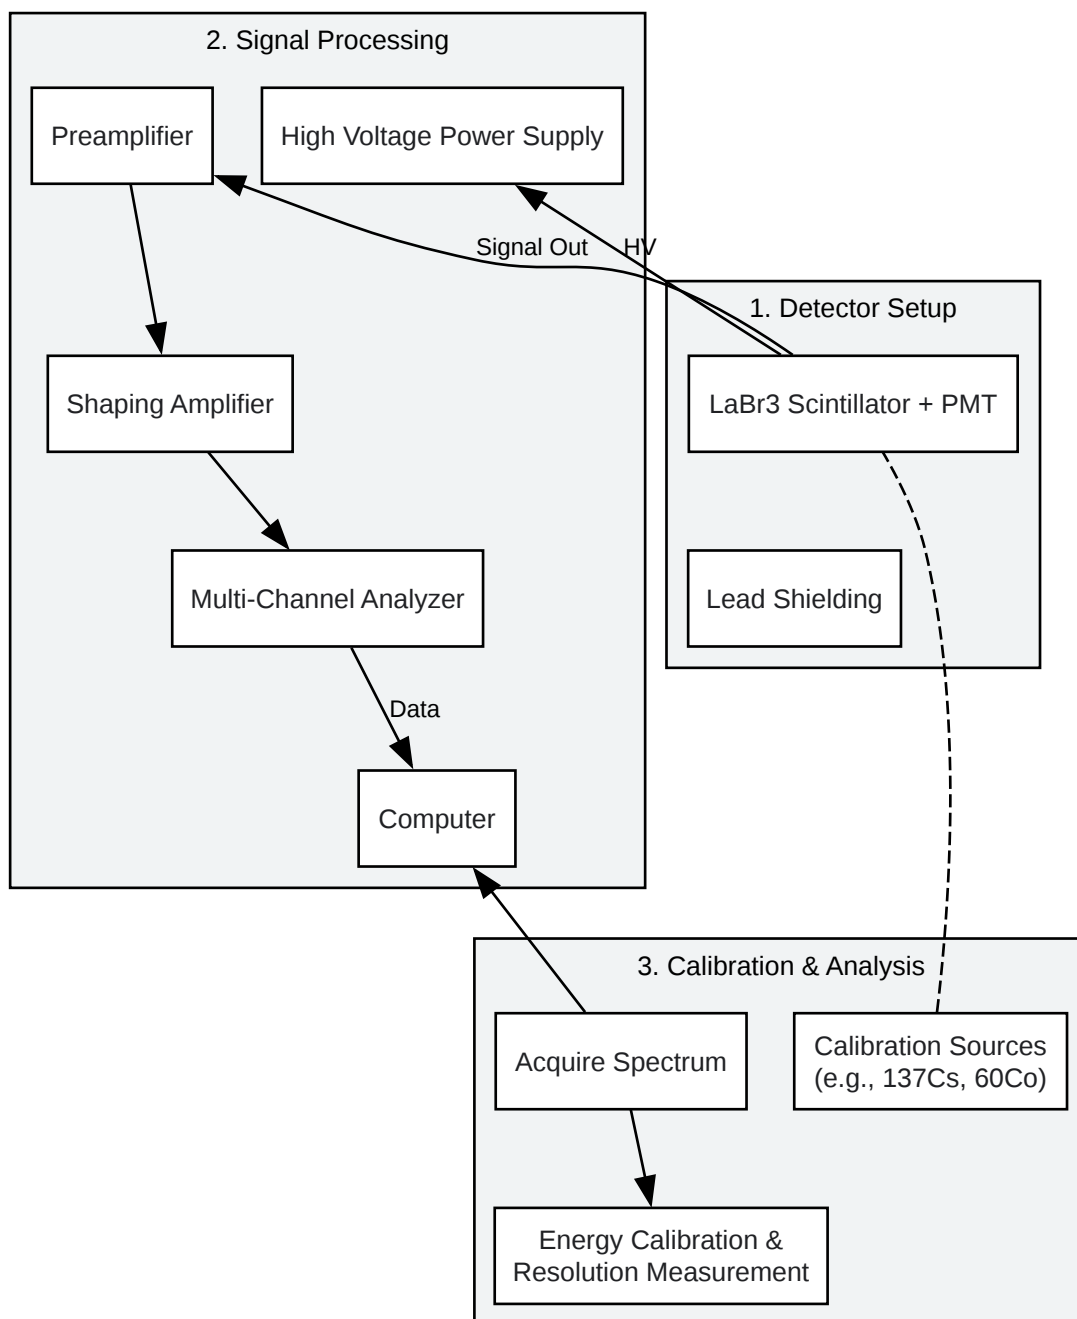 2. Signal Processing
Preamplifier
High Voltage Power Supply
Signal Out
HV
1. Detector Setup
LaBr3 Scintillator + PMT
Shaping Amplifier
Multi-Channel Analyzer
Lead Shielding
Data
Computer
3. Calibration & Analysis
Acquire Spectrum
Calibration Sources
(e.g., 137Cs, 60Co)
Energy Calibration &
Resolution Measurement